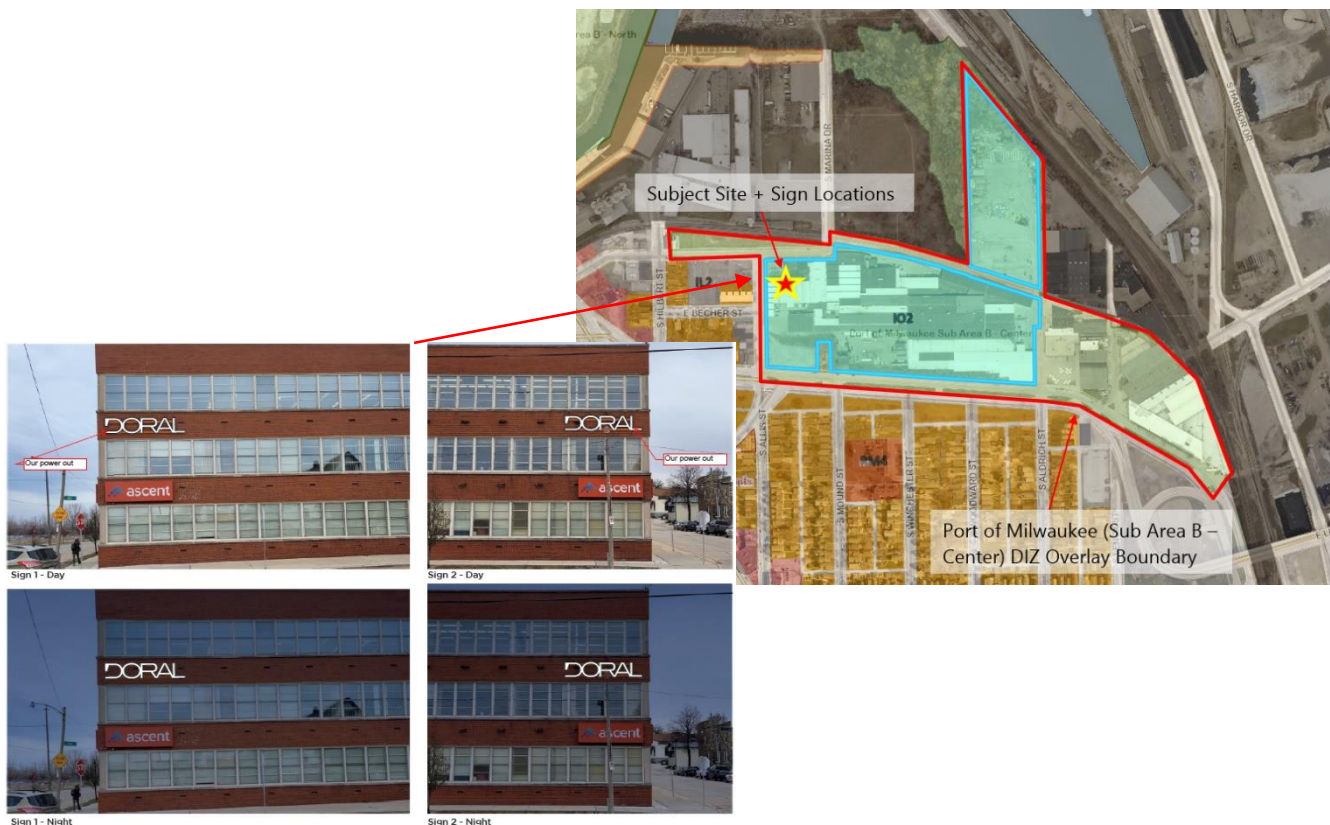 rea B - North
S HARBOR DR
S MARINA DR
Subject Site + Sign Locations
S HILBERT ST
IL2
E BECHER ST
IO2
Port of Milwaukee Sub Area B - Center
S ALLIS ST
S MOUND ST
S WINCHESTER ST
WOODWARD ST
S ALDRICH ST
Port of Milwaukee (Sub Area B –
Center) DIZ Overlay Boundary
DORAL
Our power out
ascent
Sign 1 - Day
DORAL
Our power out
ascent
Sign 2 - Day
DORAL
ascent
Sign 1 - Night
DORAL
ascent
Sign 2 - Night